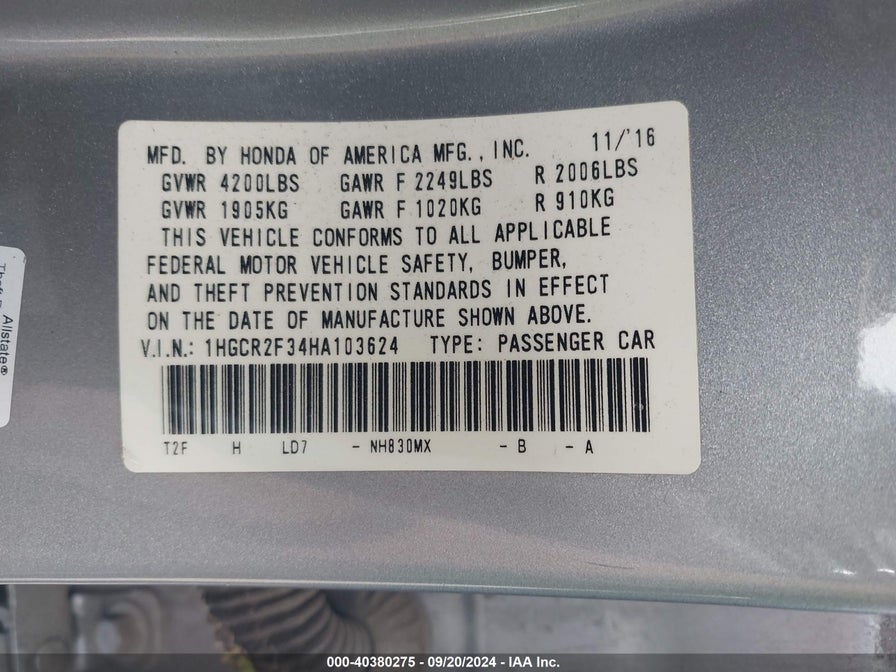 MFD. BY HONDA OF AMERICA MFG., INC. 11/'16
GVWR 4200LBS GAWR F 2249LBS R 2006LBS
GVWR 1905KG GAWR F 1020KG R 910KG
THIS VEHICLE CONFORMS TO ALL APPLICABLE
FEDERAL MOTOR VEHICLE SAFETY, BUMPER,
AND THEFT PREVENTION STANDARDS IN EFFECT
ON THE DATE OF MANUFACTURE SHOWN ABOVE.
V.I.N.: 1HGCR2F34HA103624 TYPE: PASSENGER CAR
T2F H LD7 - NH830MX - B - A
Allstate®
Theft
000-40380275 - 09/20/2024 - IAA Inc.